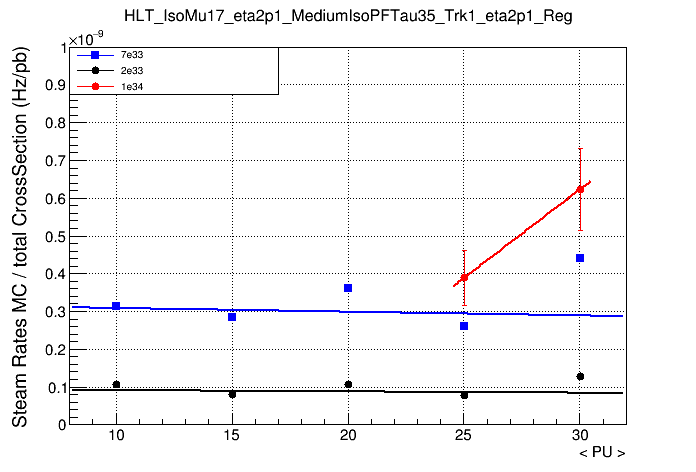 HLT_IsoMu17_eta2p1_MediumIsoPFTau35_Trk1_eta2p1_Reg
×10⁻⁹
Steam Rates MC / total CrossSection (Hz/pb)
1
0.9
0.8
0.7
0.6
0.5
0.4
0.3
0.2
0.1
0
7e33
2e33
1e34
10 15 20 25 30
< PU >